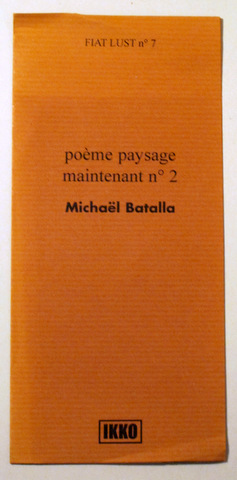 FIAT LUST n° 7
poème paysage
maintenant n° 2
Michaël Batalla
IKKO